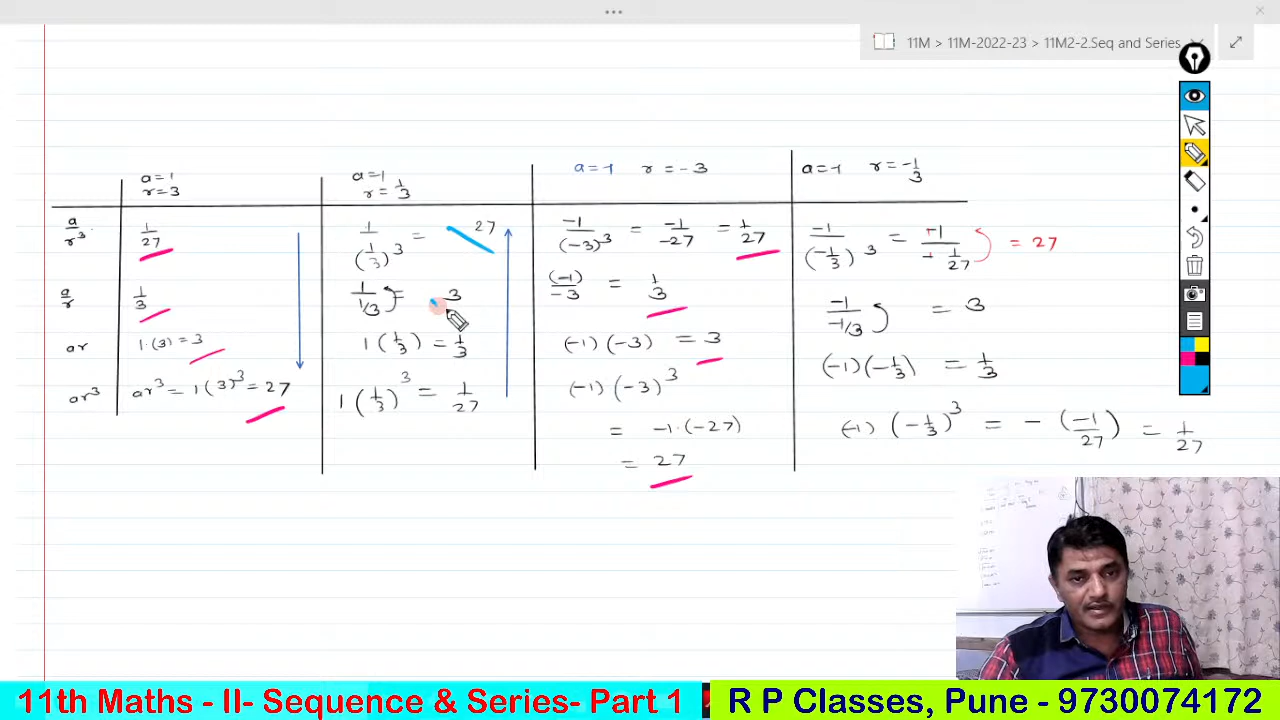 11M > 11M-2022-23 > 11M2-2.Seq and Series
a=1
r=3
a=1
r= 1/3
a=-1 r= -3
a=-1 r= -1/3
a/r³ 1/27 1/(1/3)³ = 27 -1/(-3)³ = -1/-27 = 1/27 -1/(-1/3)³ = +1/+1/27 = 27
a/r 1/3 1/1/3 = 3 (-1)/-3 = 1/3 -1/-1/3 = 3
ar 1·(3)=3 1(1/3) = 1/3 (-1)(-3) = 3 (-1)(-1/3) = 1/3
ar³ ar³ = 1(3)³ = 27 1(1/3)³ = 1/27 (-1)(-3)³ (-1)(-1/3)³ = -(-1/27) = 1/27
= -1·(-27)
= 27
11th Maths - II- Sequence & Series- Part 1
R P Classes, Pune - 9730074172